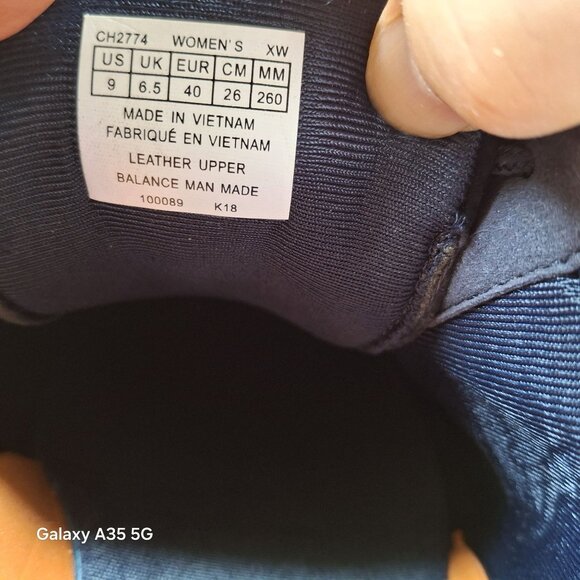 CH2774 WOMEN'S XW
US UK EUR CM MM
9 6.5 40 26 260
MADE IN VIETNAM
FABRIQUÉ EN VIETNAM
LEATHER UPPER
BALANCE MAN MADE
100089 K18
Galaxy A35 5G